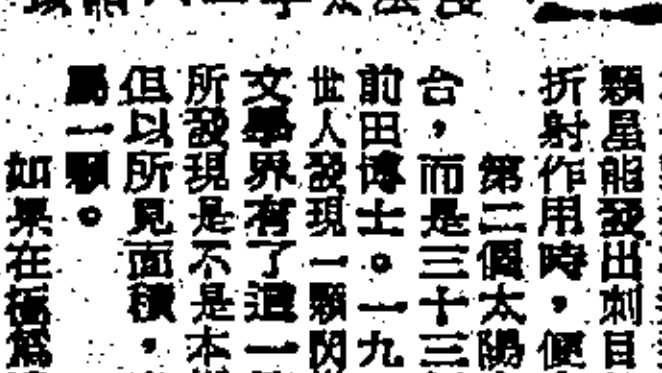 顆星能發出刺目
折射作用時，便
第二個太陽
台，而是三十三
前田博士。一九
世人發現一顆閃
文學界有了這一
所發現是不是本
但以所見面積，
爲一顆。
如果在